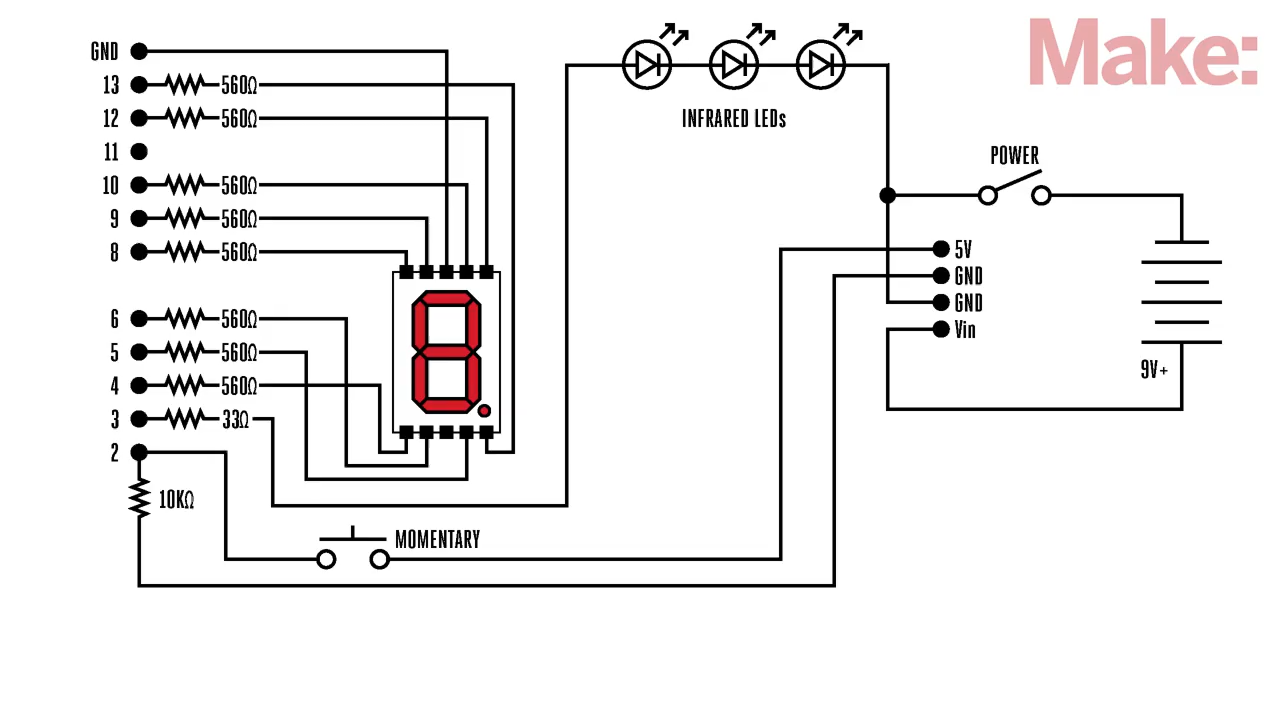 Make:
GND
13 560Ω
12 560Ω
11
10 560Ω
9 560Ω
8 560Ω
6 560Ω
5 560Ω
4 560Ω
3 33Ω
2
10KΩ
MOMENTARY
INFRARED LEDs
POWER
5V
GND
GND
Vin
9V+